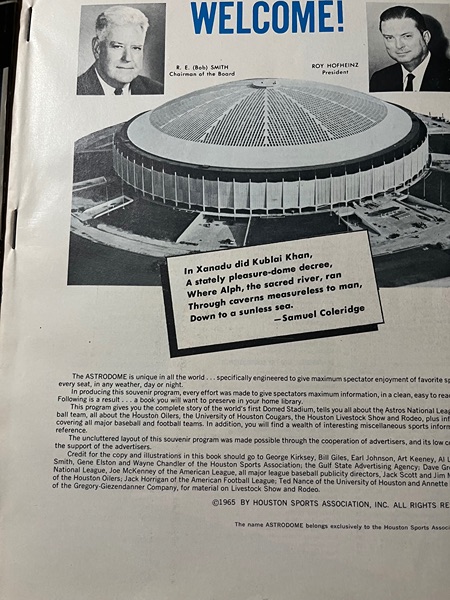 WELCOME!
R. E. (Bob) SMITH
Chairman of the Board
ROY HOFHEINZ
President
In Xanadu did Kublai Khan,
A stately pleasure-dome decree,
Where Alph, the sacred river, ran
Through caverns measureless to man,
Down to a sunless sea.
—Samuel Coleridge
The ASTRODOME is unique in all the world . . . specifically engineered to give maximum spectator enjoyment of favorite
every seat, in any weather, day or night.
In producing this souvenir program, every effort was made to give spectators maximum information, in a clean, easy to
Following is a result . . . a book you will want to preserve in your home library.
This program gives you the complete story of the world's first Domed Stadium, tells you all about the Astros National
ball team, all about the Houston Oilers, the University of Houston Cougars, the Houston Livestock Show and Rodeo, plus
covering all major baseball and football teams. In addition, you will find a wealth of interesting miscellaneous sports
reference.
The uncluttered layout of this souvenir program was made possible through the cooperation of advertisers, and its low
the support of the advertisers.
Credit for the copy and illustrations in this book should go to George Kirksey, Bill Giles, Earl Johnson, Art Keeney, Al
Smith, Gene Elston and Wayne Chandler of the Houston Sports Association; the Gulf State Advertising Agency; Dave
National League, Joe McKenney of the American League, all major league baseball publicity directors, Jack Scott and Jim
of the Houston Oilers; Jack Horrigan of the American Football League; Ted Nance of the University of Houston and Annette
of the Gregory-Giezendanner Company, for material on Livestock Show and Rodeo.
©1965 BY HOUSTON SPORTS ASSOCIATION, INC. ALL RIGHTS
The name ASTRODOME belongs exclusively to the Houston Sports